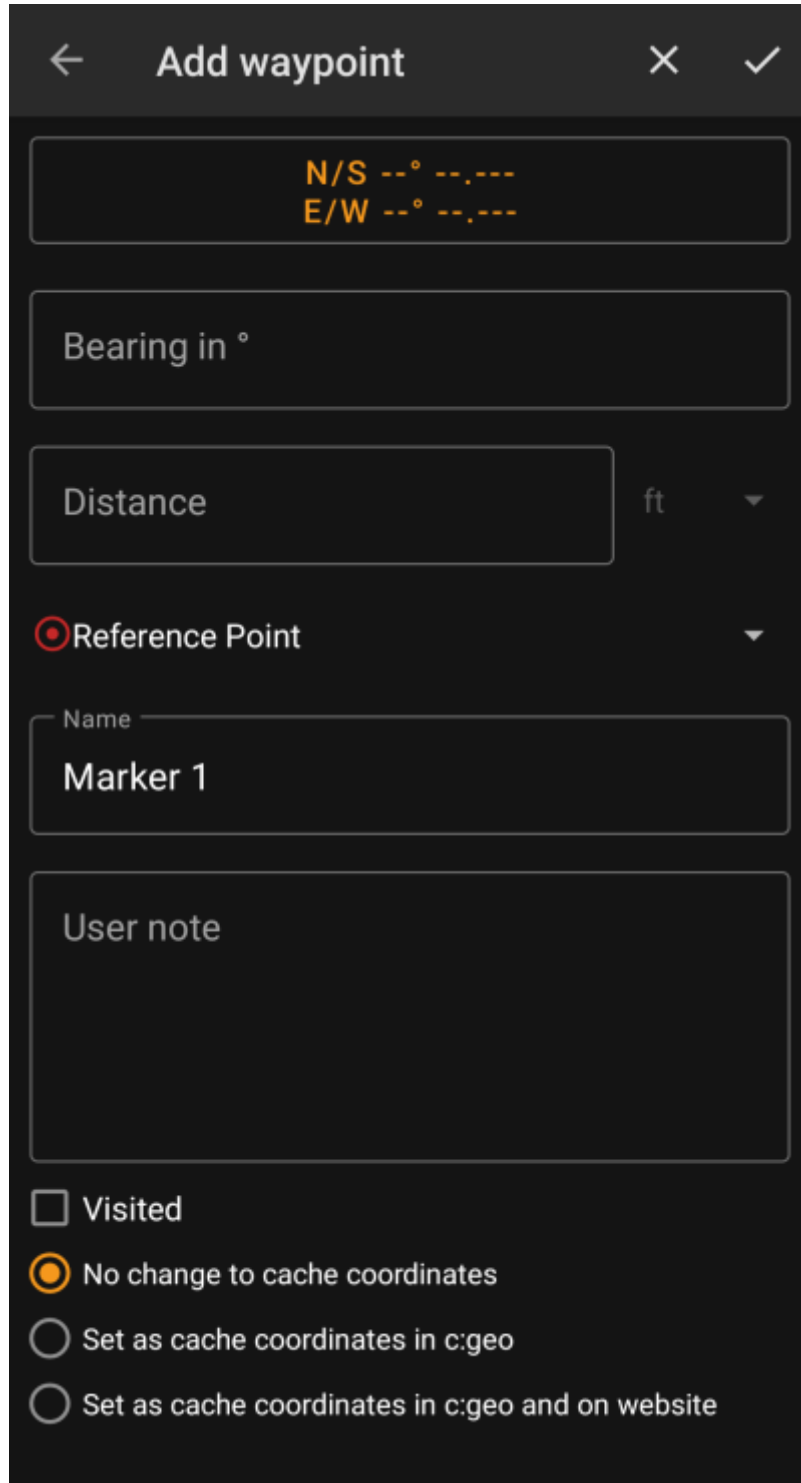 Add waypoint
N/S --° --.---
E/W --° --.---
Bearing in °
Distance
ft
Reference Point
Name
Marker 1
User note
Visited
No change to cache coordinates
Set as cache coordinates in c:geo
Set as cache coordinates in c:geo and on website